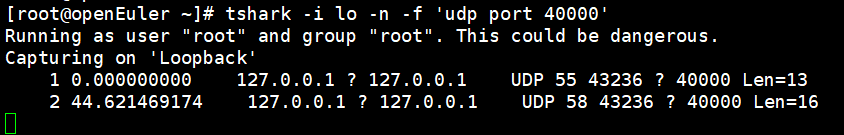 [root@openEuler ~]# tshark -i lo -n -f 'udp port 40000'
Running as user "root" and group "root". This could be dangerous.
Capturing on 'Loopback'
    1 0.000000000    127.0.0.1 ? 127.0.0.1    UDP 55 43236 ? 40000 Len=13
    2 44.621469174    127.0.0.1 ? 127.0.0.1    UDP 58 43236 ? 40000 Len=16